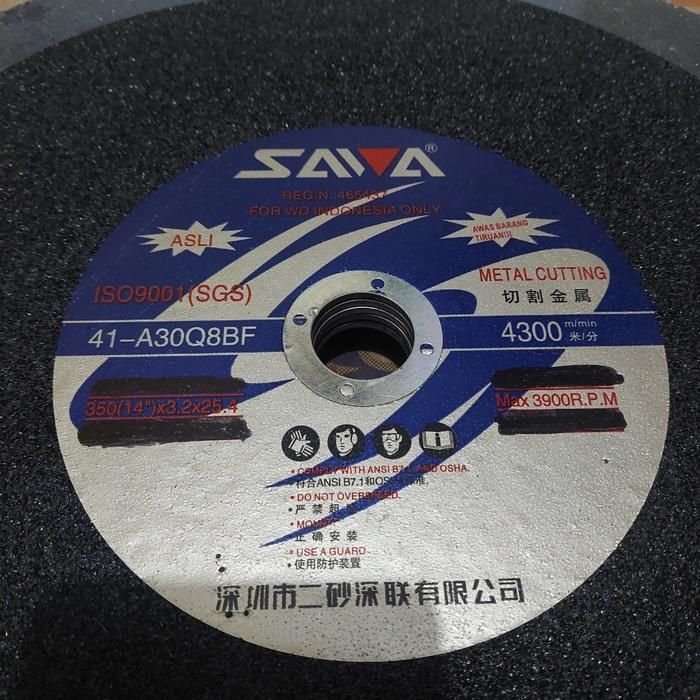 SAWA®
REG.N.:465437
FOR WD INDONESIA ONLY
ASLI
AWAS BARANG
TIRUAN!!!
ISO9001(SGS)
METAL CUTTING
切割金属
41-A30Q8BF
4300 m/min
米/分
350(14")x3.2x25.4
Max 3900R.P.M
• COMPLY WITH ANSI B7.1 AND OSHA.
• 符合ANSI B7.1和OSHA标准.
• DO NOT OVERSPEED.
• 严禁超
• 正确安装
• USE A GUARD
• 使用防护装置
深圳市二砂深联有限公司